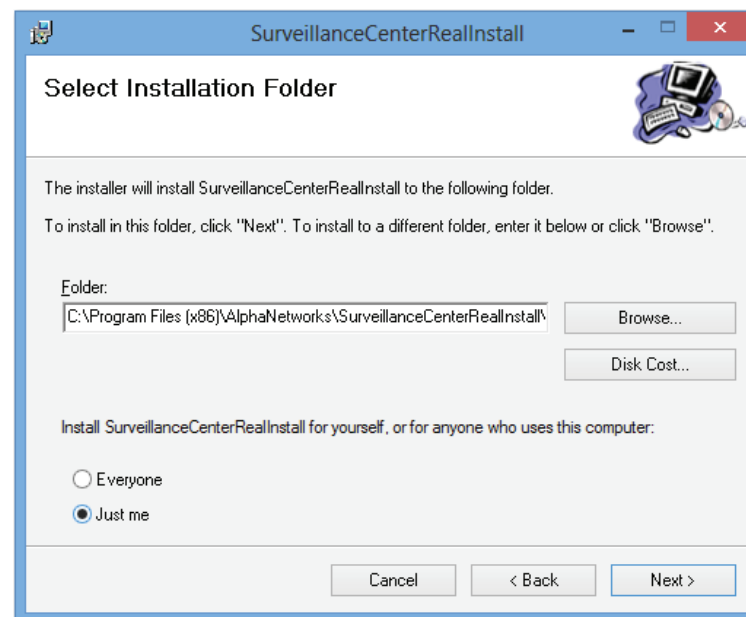 SurveillanceCenterRealInstall
Select Installation Folder
The installer will install SurveillanceCenterRealInstall to the following folder.
To install in this folder, click "Next". To install to a different folder, enter it below or click "Browse".
Folder:
C:\Program Files (x86)\AlphaNetworks\SurveillanceCenterRealInstall\
Browse...
Disk Cost...
Install SurveillanceCenterRealInstall for yourself, or for anyone who uses this computer:
Everyone
Just me
Cancel
< Back
Next >